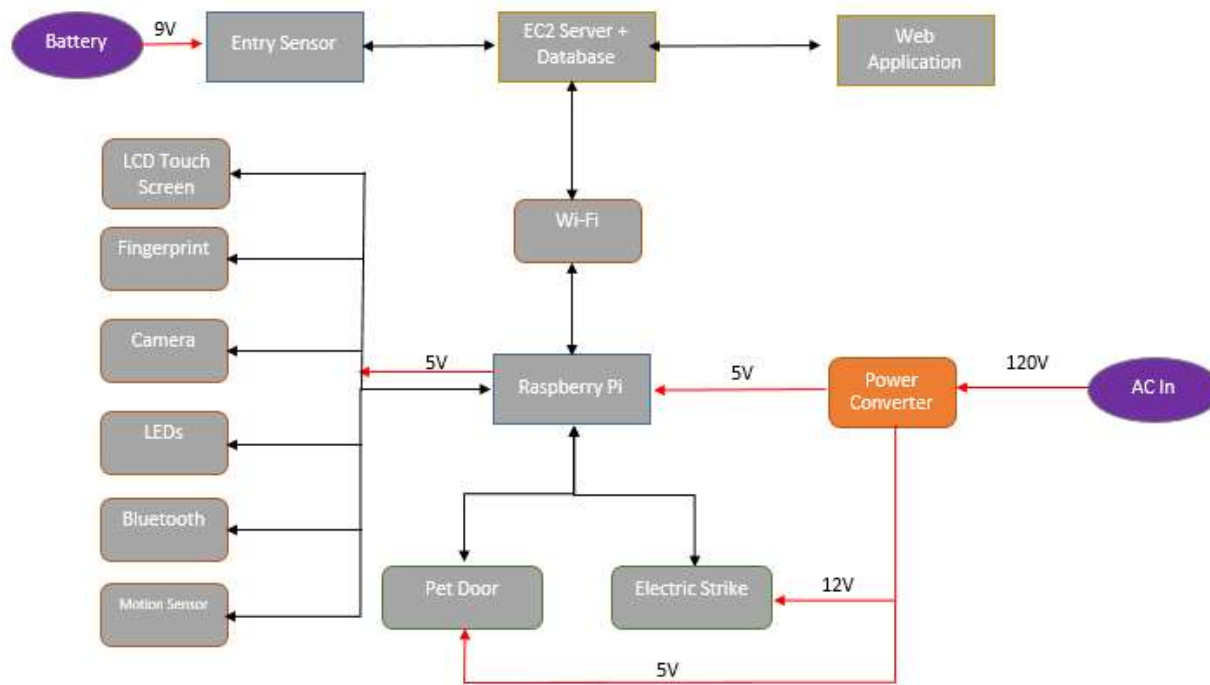 Battery
9V
Entry Sensor
EC2 Server +
Database
Web
Application
LCD Touch
Screen
Fingerprint
Wi-Fi
Camera
5V
Raspberry Pi
5V
Power
Converter
120V
AC In
LEDs
Bluetooth
Motion Sensor
Pet Door
Electric Strike
12V
5V